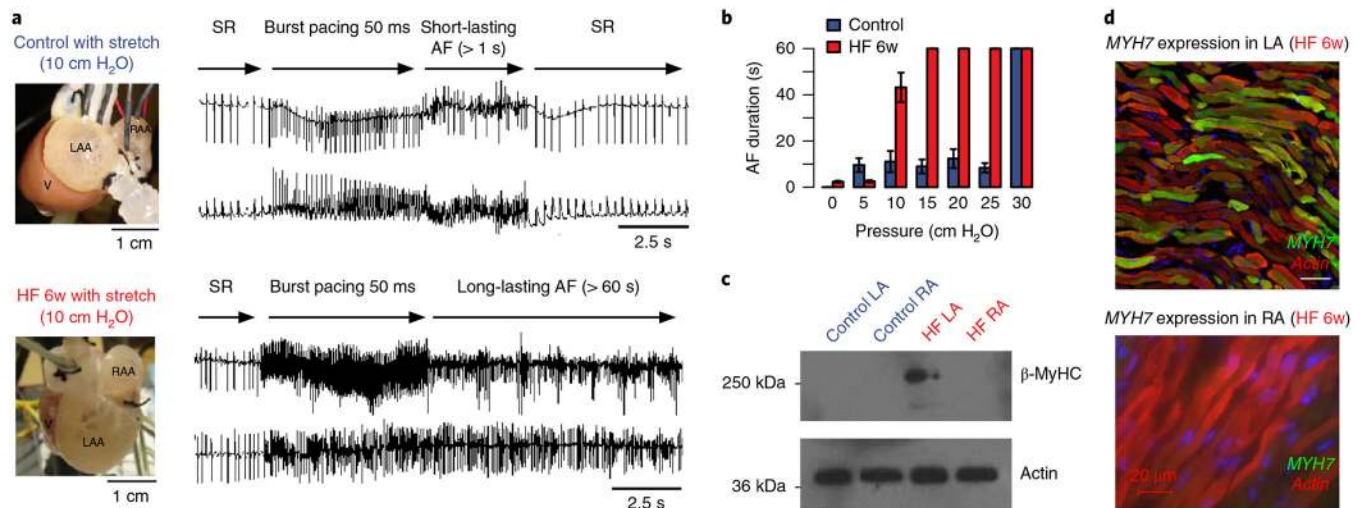 a
Control with stretch
(10 cm H2O)
LAA
RAA
V
1 cm
SR
Burst pacing 50 ms
Short-lasting
AF (> 1 s)
SR
2.5 s
HF 6w with stretch
(10 cm H2O)
RAA
V
LAA
1 cm
SR
Burst pacing 50 ms
Long-lasting AF (> 60 s)
2.5 s
b
Control
HF 6w
AF duration (s)
60
40
20
0
0 5 10 15 20 25 30
Pressure (cm H2O)
c
Control LA
Control RA
HF LA
HF RA
250 kDa
β-MyHC
36 kDa
Actin
d
MYH7 expression in LA (HF 6w)
MYH7
Actin
MYH7 expression in RA (HF 6w)
20 µm
MYH7
Actin